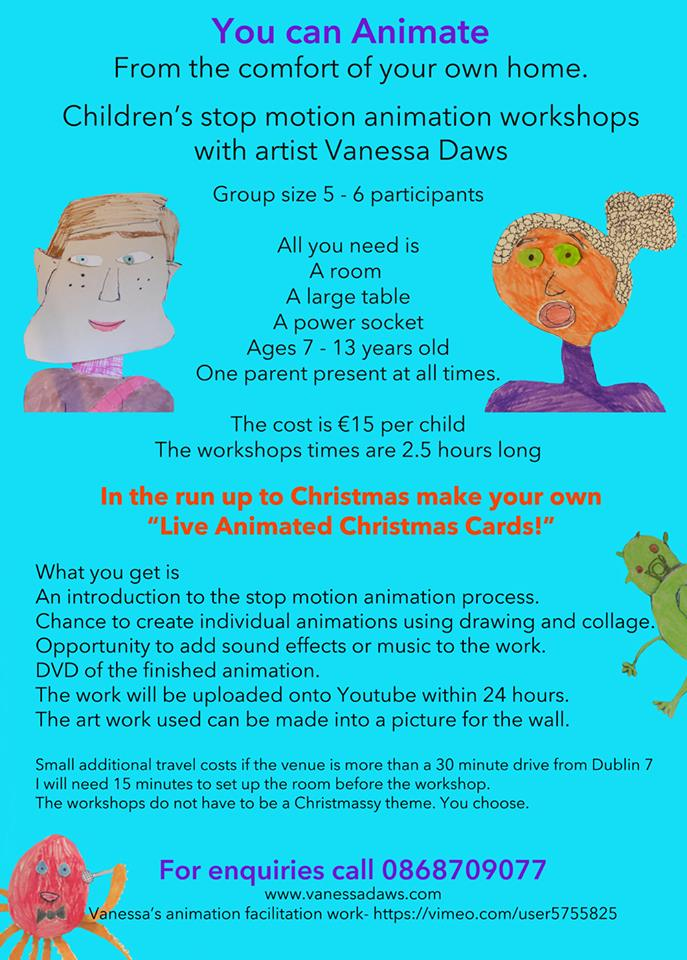 You can Animate
From the comfort of your own home.
Children's stop motion animation workshops
with artist Vanessa Daws
Group size 5 - 6 participants
All you need is
A room
A large table
A power socket
Ages 7 - 13 years old
One parent present at all times.
The cost is €15 per child
The workshops times are 2.5 hours long
In the run up to Christmas make your own
“Live Animated Christmas Cards!”
What you get is
An introduction to the stop motion animation process.
Chance to create individual animations using drawing and collage.
Opportunity to add sound effects or music to the work.
DVD of the finished animation.
The work will be uploaded onto Youtube within 24 hours.
The art work used can be made into a picture for the wall.
Small additional travel costs if the venue is more than a 30 minute drive from Dublin 7
I will need 15 minutes to set up the room before the workshop.
The workshops do not have to be a Christmassy theme. You choose.
For enquiries call 0868709077
www.vanessadaws.com
Vanessa's animation facilitation work- https://vimeo.com/user5755825